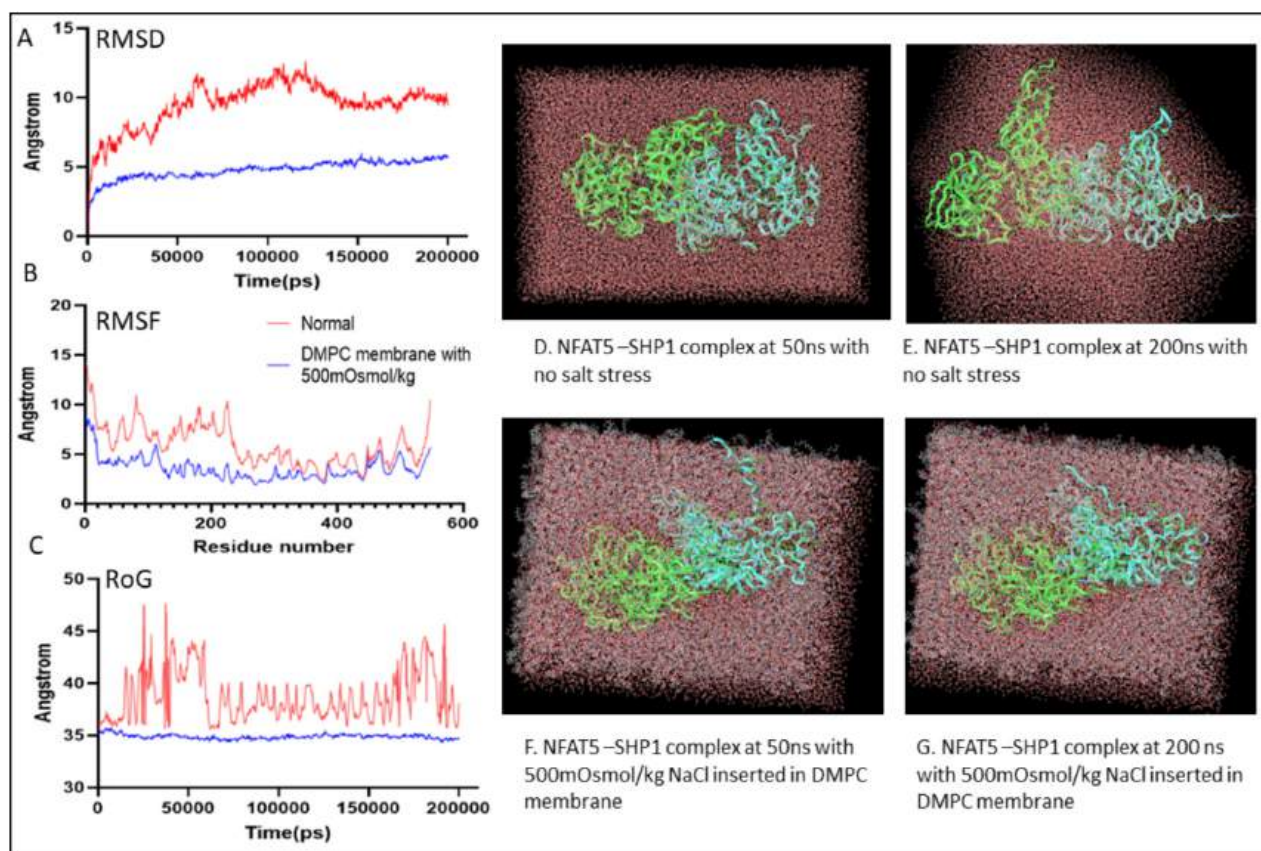 A
RMSD
15
10
5
0
Angstrom
0
50000
100000
150000
200000
Time(ps)
B
RMSF
20
15
10
5
0
Angstrom
Normal
DMPC membrane with
500mOsmol/kg
0
200
400
600
Residue number
C
RoG
50
45
40
35
30
Angstrom
0
50000
100000
150000
200000
Time(ps)
D. NFAT5 –SHP1 complex at 50ns with
no salt stress
E. NFAT5 –SHP1 complex at 200ns with
no salt stress
F. NFAT5 –SHP1 complex at 50ns with
500mOsmol/kg NaCl inserted in DMPC
membrane
G. NFAT5 –SHP1 complex at 200 ns
with 500mOsmol/kg NaCl inserted in
DMPC membrane